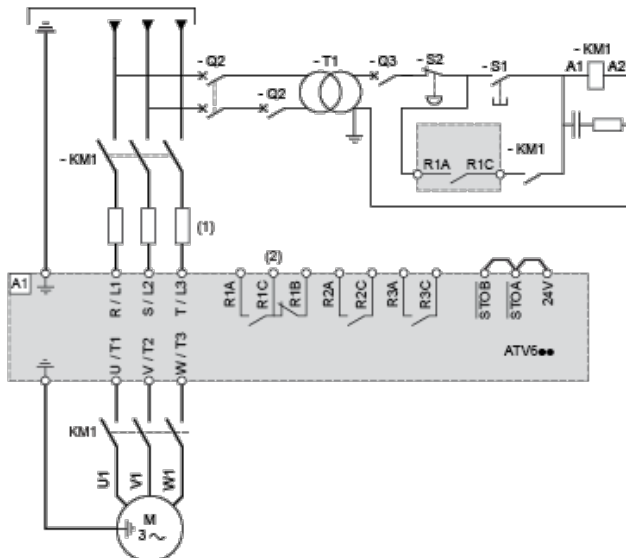 - Q2
- T1
- Q3
- S2
- S1
- KM1
A1
A2
- Q2
- KM1
R1A
R1C
- KM1
(1)
(2)
A1
R / L1
S / L2
T / L3
R1A
R1C
R1B
R2A
R2C
R3A
R3C
STOB
STOA
24V
ATV6●●
U / T1
V / T2
W / T3
KM1
U1
V1
W1
M
3 ~